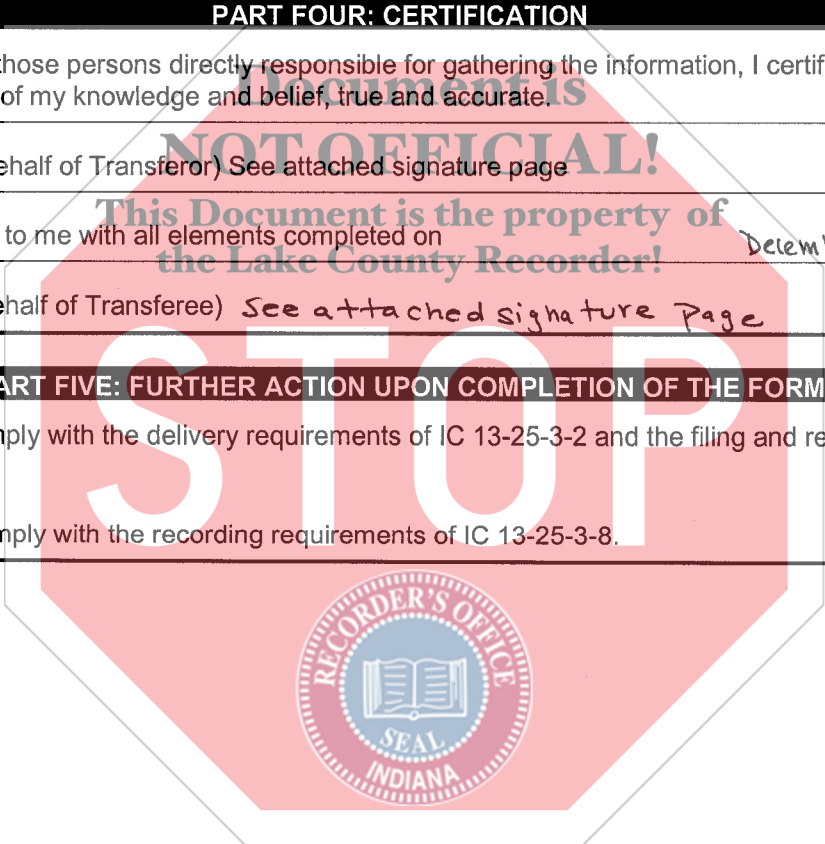 PART FOUR: CERTIFICATION
those persons directly responsible for gathering the information, I certif
Document is
of my knowledge and belief, true and accurate.
NOT OFFICIAL!
ehalf of Transferor) See attached signature page
This Document is the property of
to me with all elements completed on Decem
the Lake County Recorder!
ehalf of Transferee) See attached signature Page
STOP
ART FIVE: FURTHER ACTION UPON COMPLETION OF THE FORM
mply with the delivery requirements of IC 13-25-3-2 and the filing and re
mply with the recording requirements of IC 13-25-3-8.
RECORDER'S OFFICE
SEAL
INDIANA